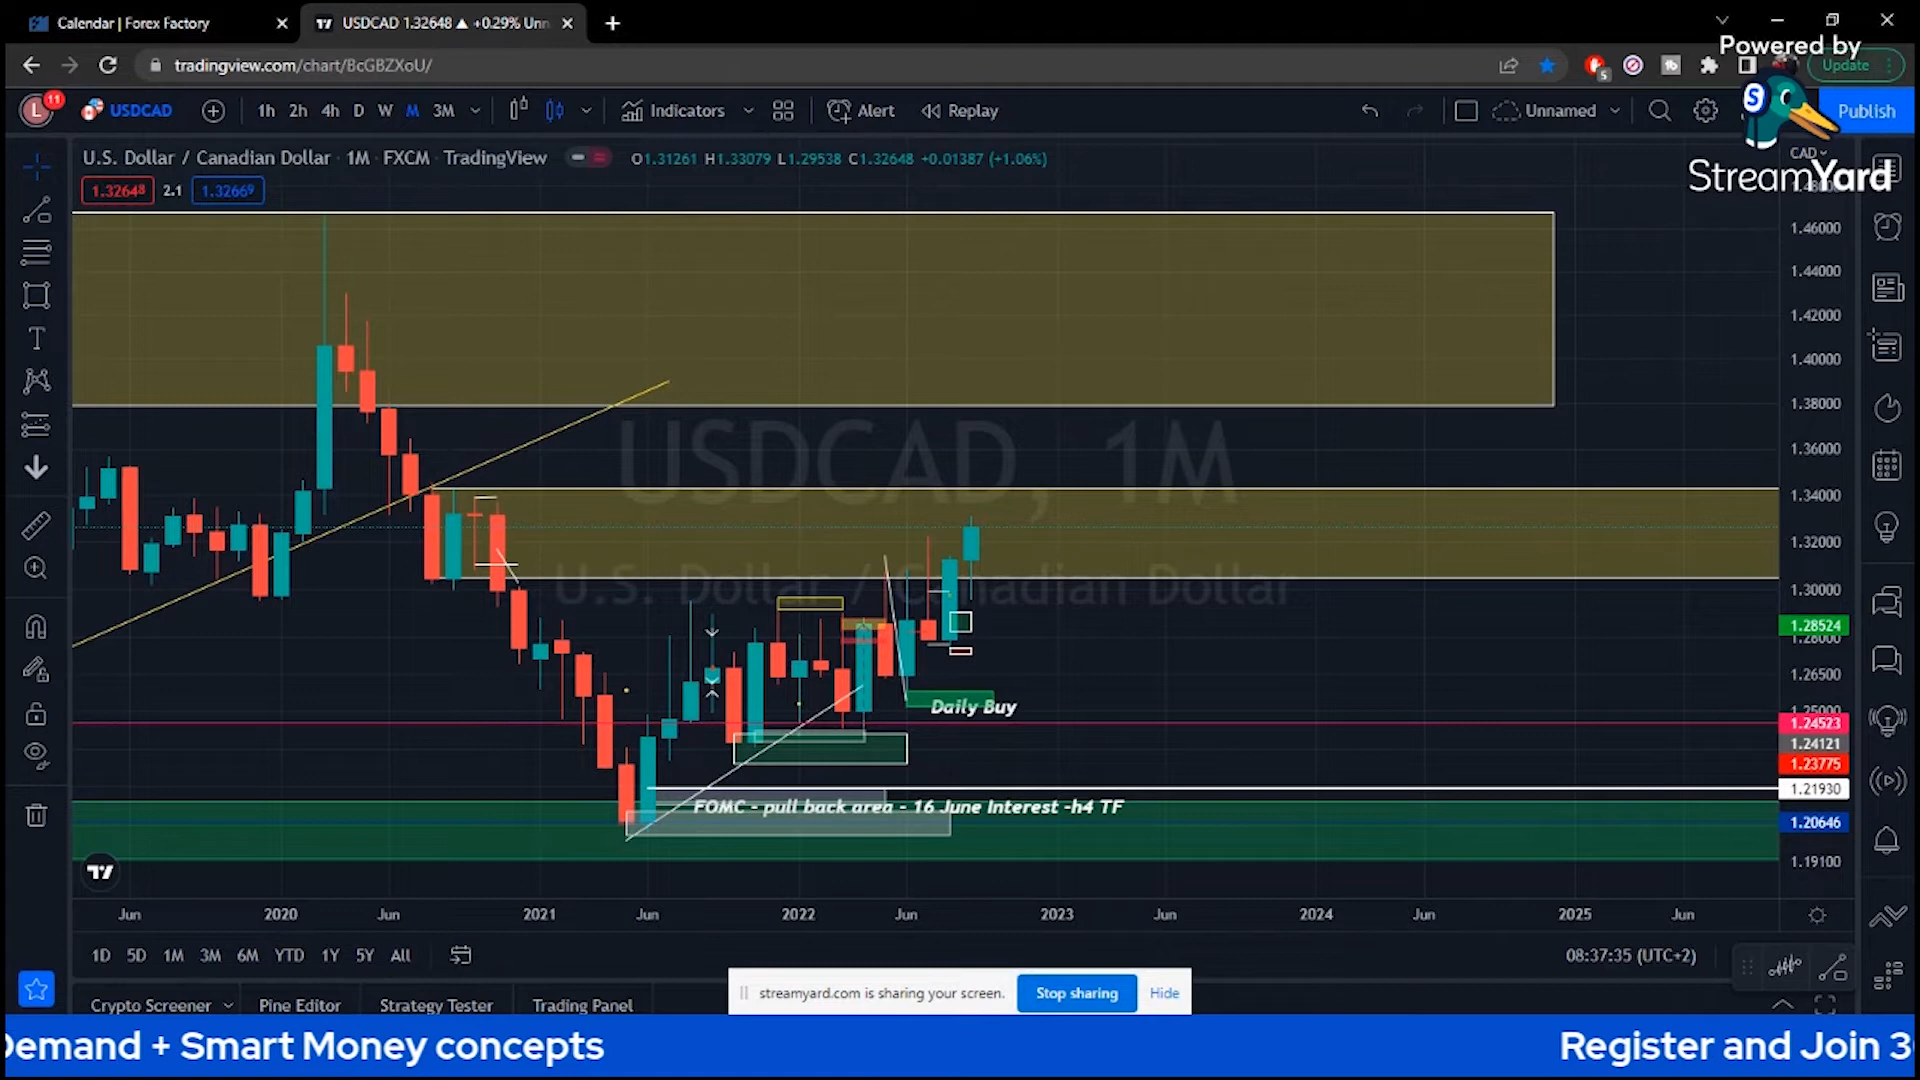 Calendar | Forex Factory
USDCAD 1.32648 ▲ +0.29% Unn
Powered by
tradingview.com/chart/BcGBZXoU/
5
Update
11
L
USDCAD
1h 2h 4h D W M 3M
Indicators
Alert
Replay
Unnamed
Publish
S
StreamYard
U.S. Dollar / Canadian Dollar · 1M · FXCM · TradingView
O1.31261 H1.33079 L1.29538 C1.32648 +0.01387 (+1.06%)
CAD
1.32648 2.1 1.32669
1.46000
1.44000
1.42000
1.40000
1.38000
1.36000
1.34000
1.32000
1.30000
1.28524
1.28000
1.26500
1.25000
1.24523
1.24121
1.23775
1.21930
1.20646
1.19100
USDCAD, 1M
U.S. Dollar / Canadian Dollar
Daily Buy
FOMC - pull back area - 16 June Interest -h4 TF
Jun 2020 Jun 2021 Jun 2022 Jun 2023 Jun 2024 Jun 2025 Jun
1D 5D 1M 3M 6M YTD 1Y 5Y All
08:37:35 (UTC+2)
streamyard.com is sharing your screen.
Stop sharing
Hide
Crypto Screener
Pine Editor
Strategy Tester
Trading Panel
Demand + Smart Money concepts
Register and Join 3